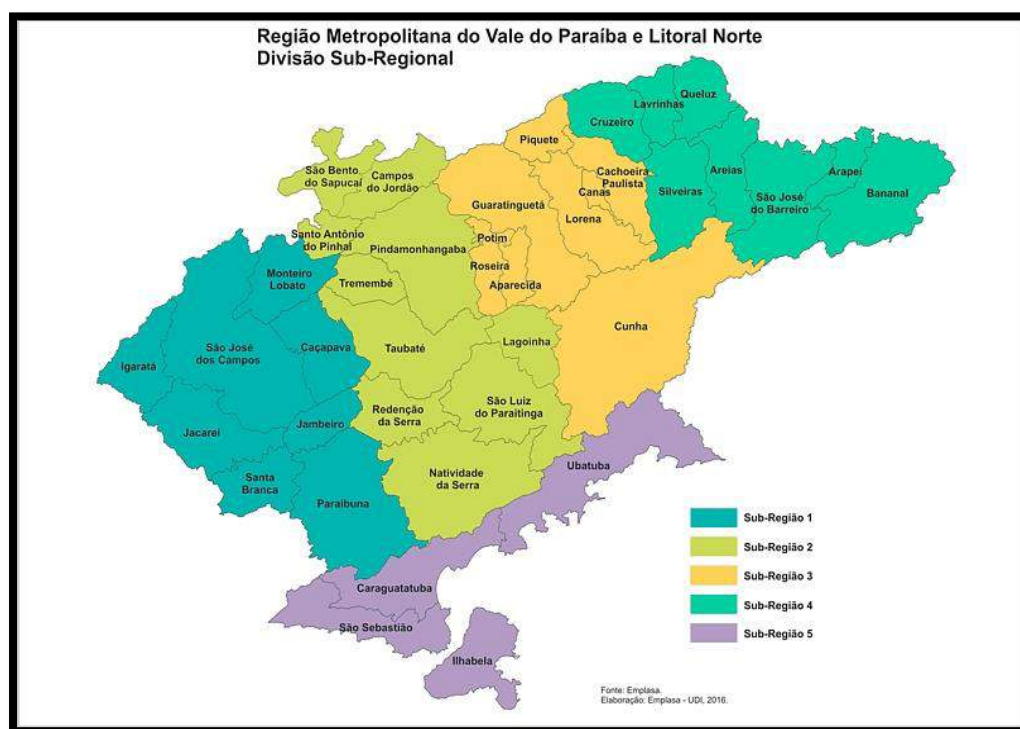 Região Metropolitana do Vale do Paraíba e Litoral Norte
Divisão Sub-Regional
Queluz
Lavrinhas
Cruzeiro
Piquete
São Bento
do Sapucaí
Campos
do Jordão
Cachoeira
Paulista
Canas
Silveiras
Areias
Arapeí
São José
do Barreiro
Bananal
Guaratinguetá
Lorena
Santo Antônio
do Pinhal
Pindamonhangaba
Potim
Roseira
Aparecida
Monteiro
Lobato
Tremembé
Cunha
São José
dos Campos
Caçapava
Taubaté
Lagoinha
Igaratá
São Luiz
do Paraitinga
Redenção
da Serra
Jambeiro
Jacareí
Natividade
da Serra
Ubatuba
Santa
Branca
Paraibuna
Caraguatatuba
São Sebastião
Ilhabela
Sub-Região 1
Sub-Região 2
Sub-Região 3
Sub-Região 4
Sub-Região 5
Fonte: Emplasa.
Elaboração: Emplasa - UDI, 2016.